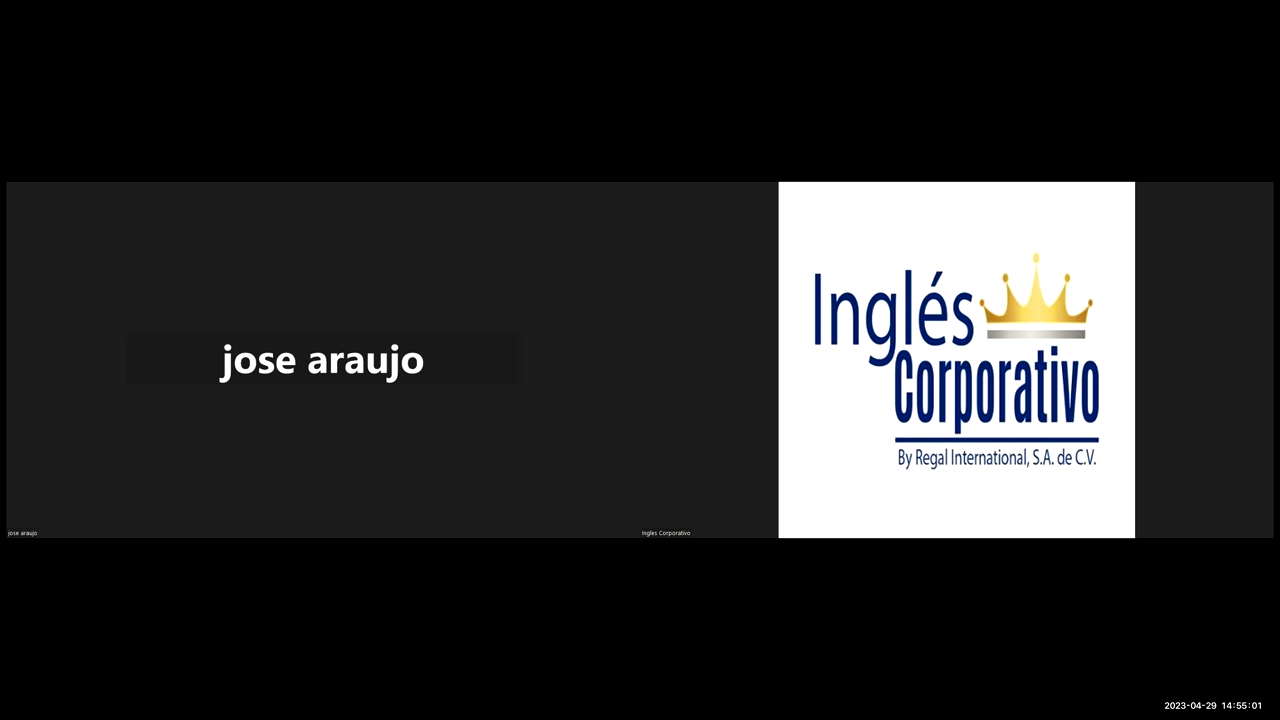 jose araujo
Inglés
Corporativo
By Regal International, S.A. de C.V.
jose araujo
Ingles Corporativo
2023-04-29 14:55:01